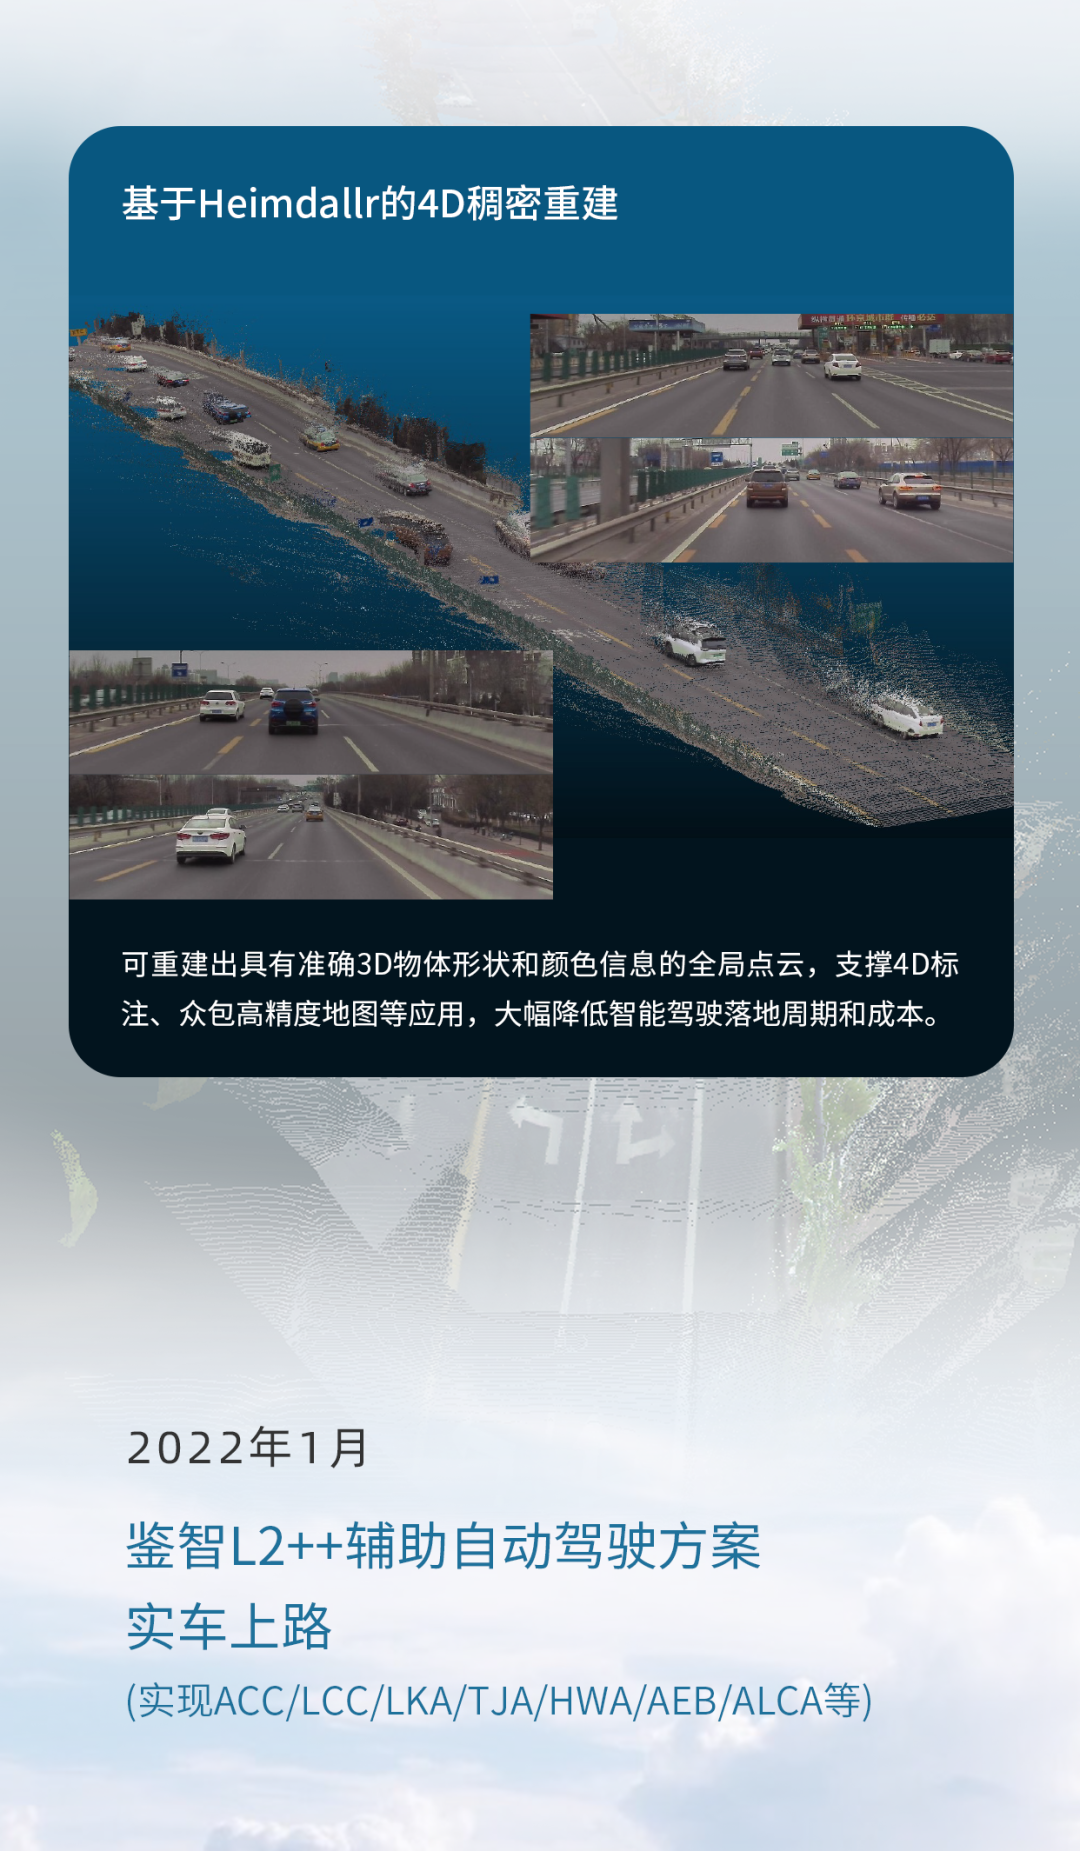 基于Heimdallr的4D稠密重建
可重建出具有准确3D物体形状和颜色信息的全局点云，支撑4D标
注、众包高精度地图等应用，大幅降低智能驾驶落地周期和成本。
2022年1月
鉴智L2++辅助自动驾驶方案
实车上路
(实现ACC/LCC/LKA/TJA/HWA/AEB/ALCA等)